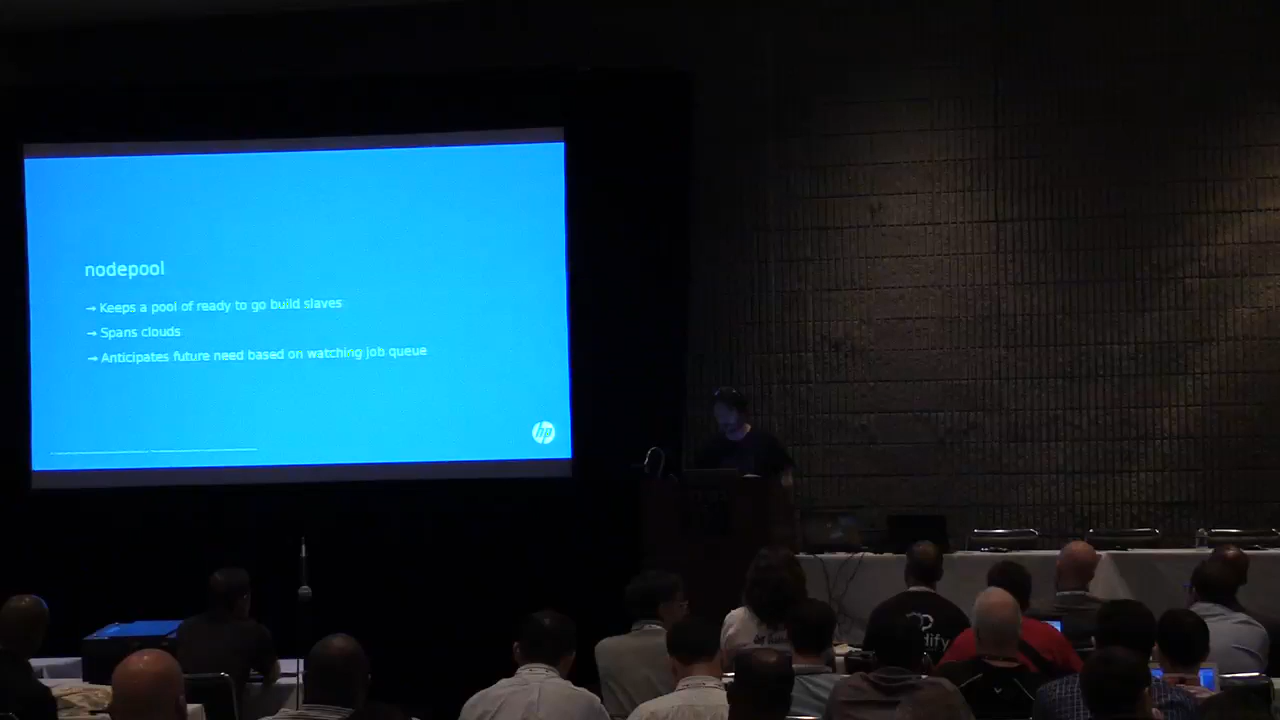 nodepool
→ Keeps a pool of ready to go build slaves
→ Spans clouds
→ Anticipates future need based on watching job queue
hp